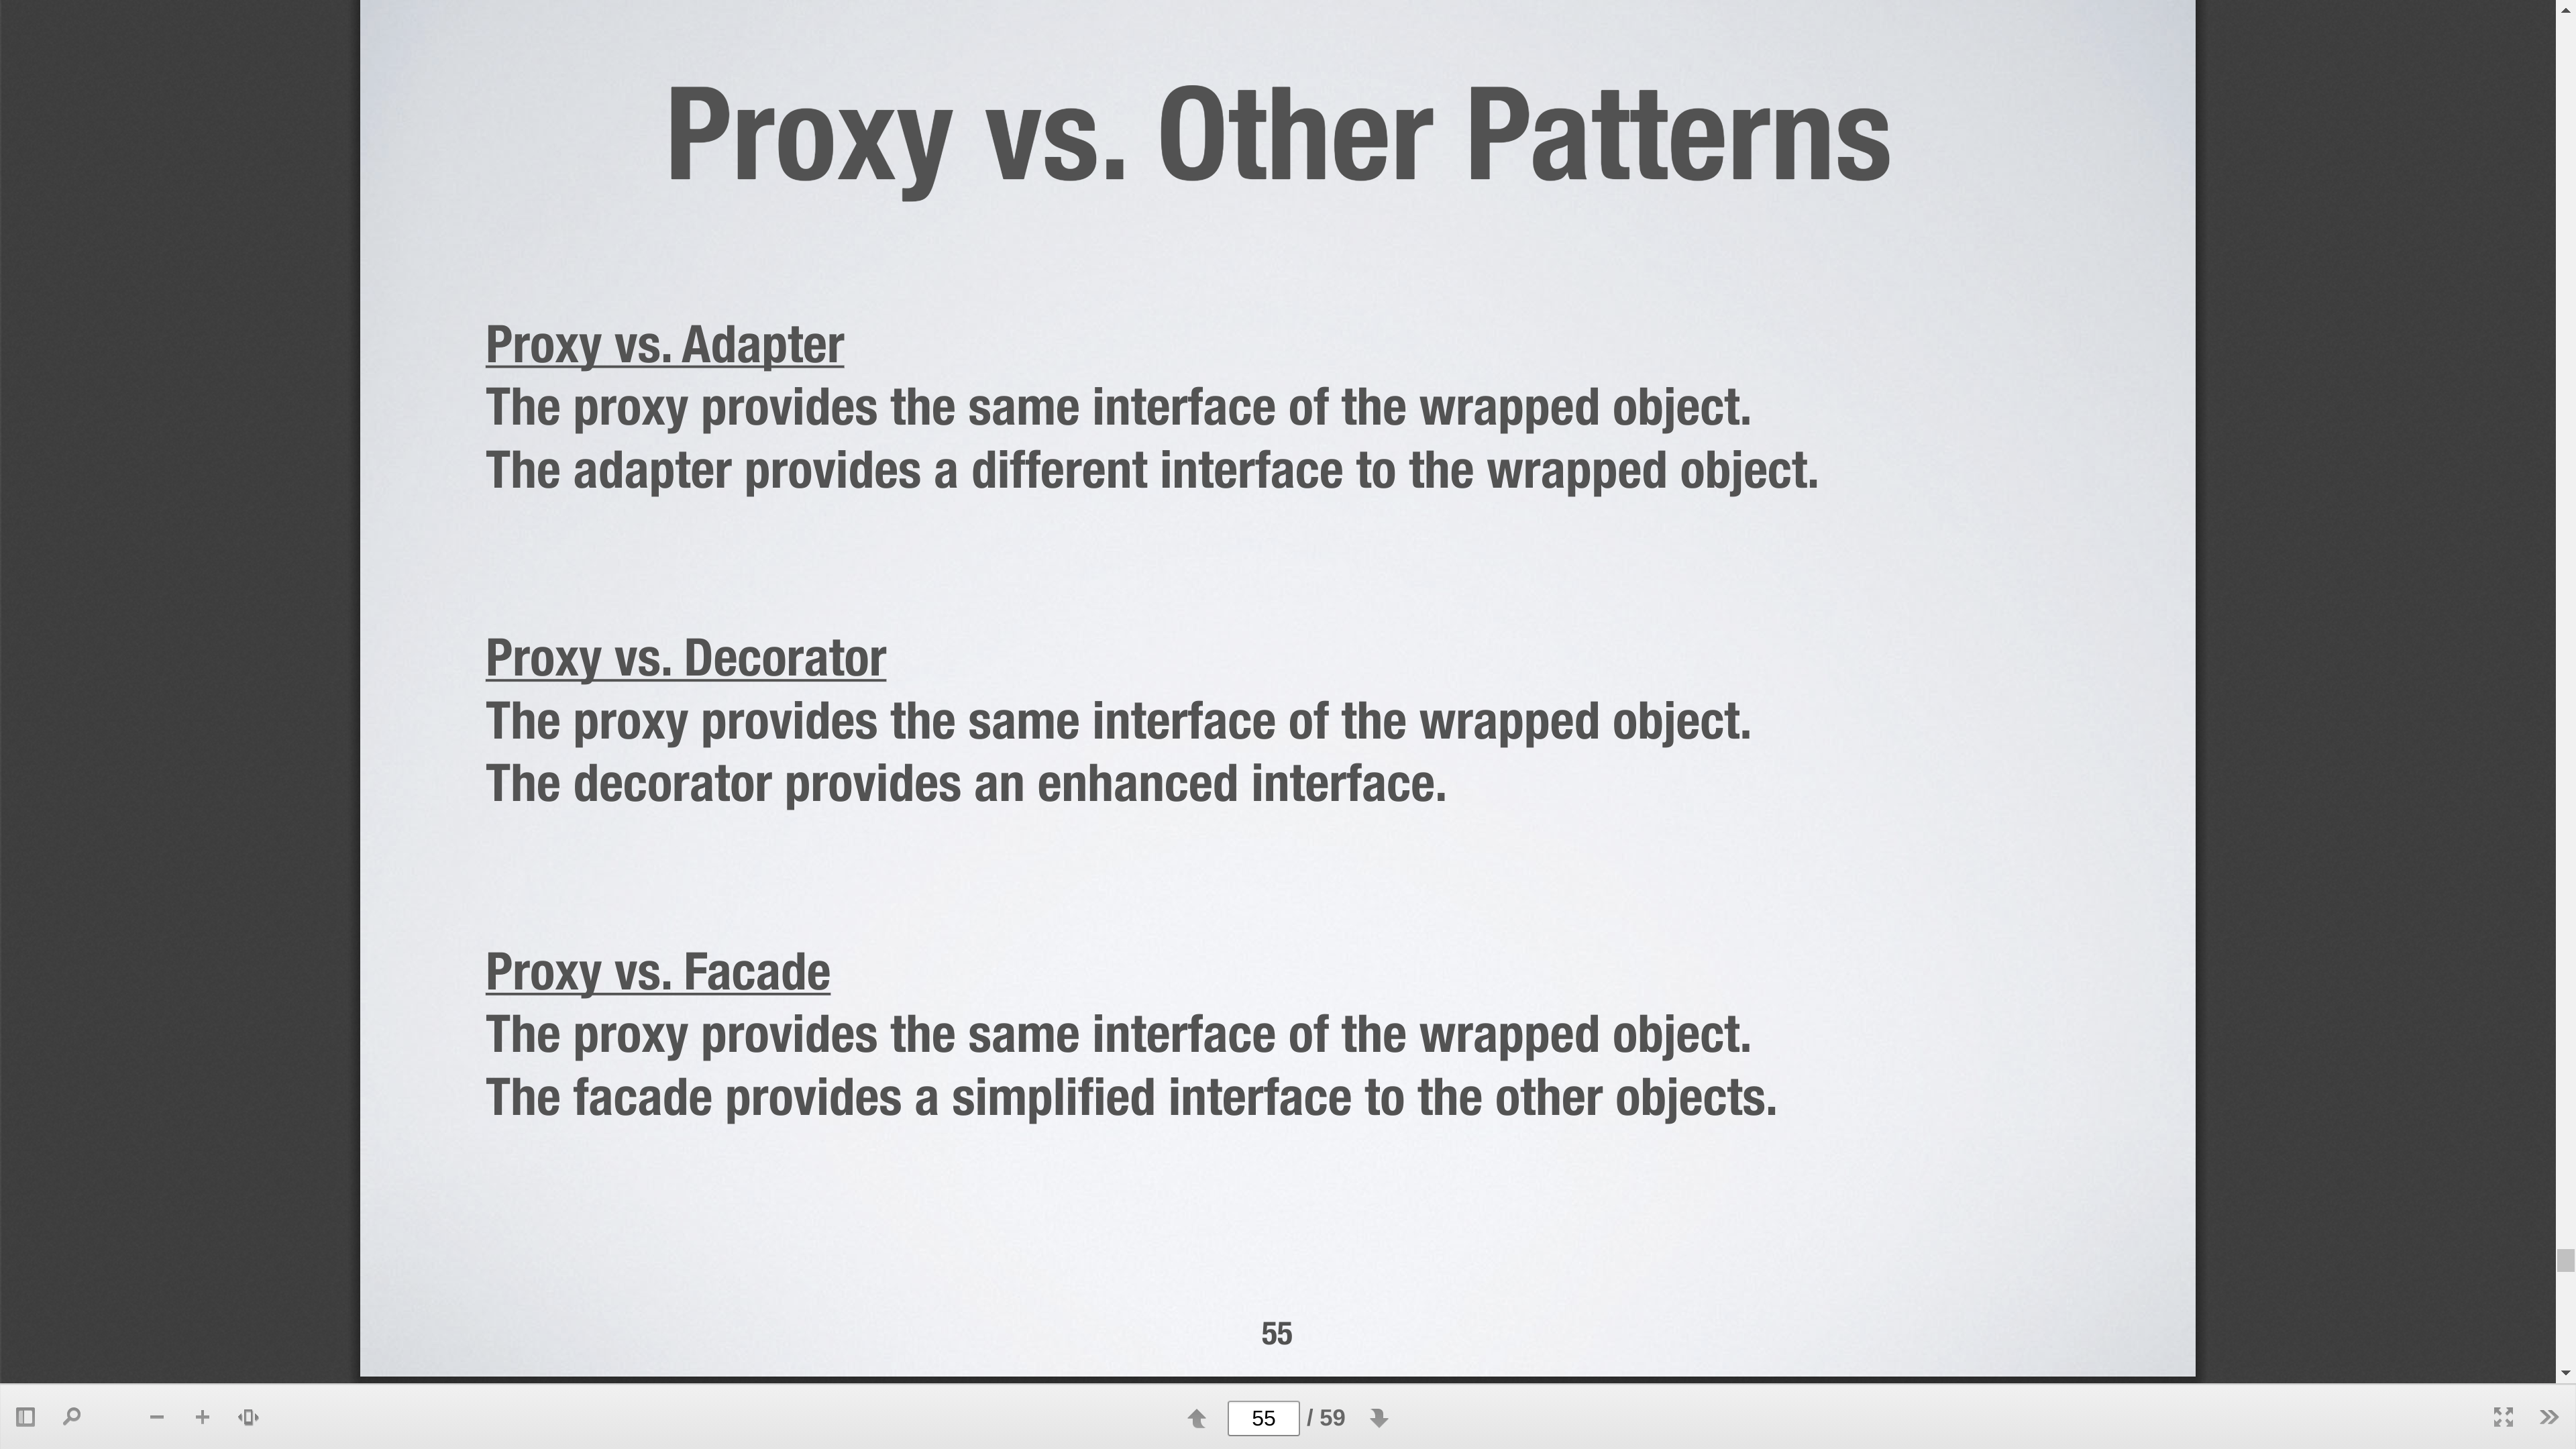 Proxy vs. Other Patterns
Proxy vs. Adapter
The proxy provides the same interface of the wrapped object.
The adapter provides a different interface to the wrapped object.
Proxy vs. Decorator
The proxy provides the same interface of the wrapped object.
The decorator provides an enhanced interface.
Proxy vs. Facade
The proxy provides the same interface of the wrapped object.
The facade provides a simplified interface to the other objects.
55
55 / 59